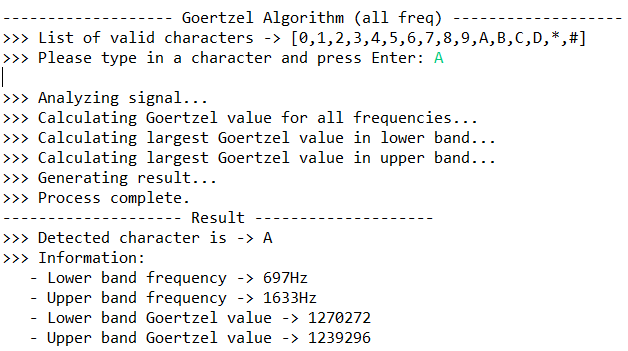 ------------------- Goertzel Algorithm (all freq) -------------------
>>> List of valid characters -> [0,1,2,3,4,5,6,7,8,9,A,B,C,D,*,#]
>>> Please type in a character and press Enter: A
>>> Analyzing signal...
>>> Calculating Goertzel value for all frequencies...
>>> Calculating largest Goertzel value in lower band...
>>> Calculating largest Goertzel value in upper band...
>>> Generating result...
>>> Process complete.
-------------------- Result --------------------
>>> Detected character is -> A
>>> Information:
- Lower band frequency -> 697Hz
- Upper band frequency -> 1633Hz
- Lower band Goertzel value -> 1270272
- Upper band Goertzel value -> 1239296